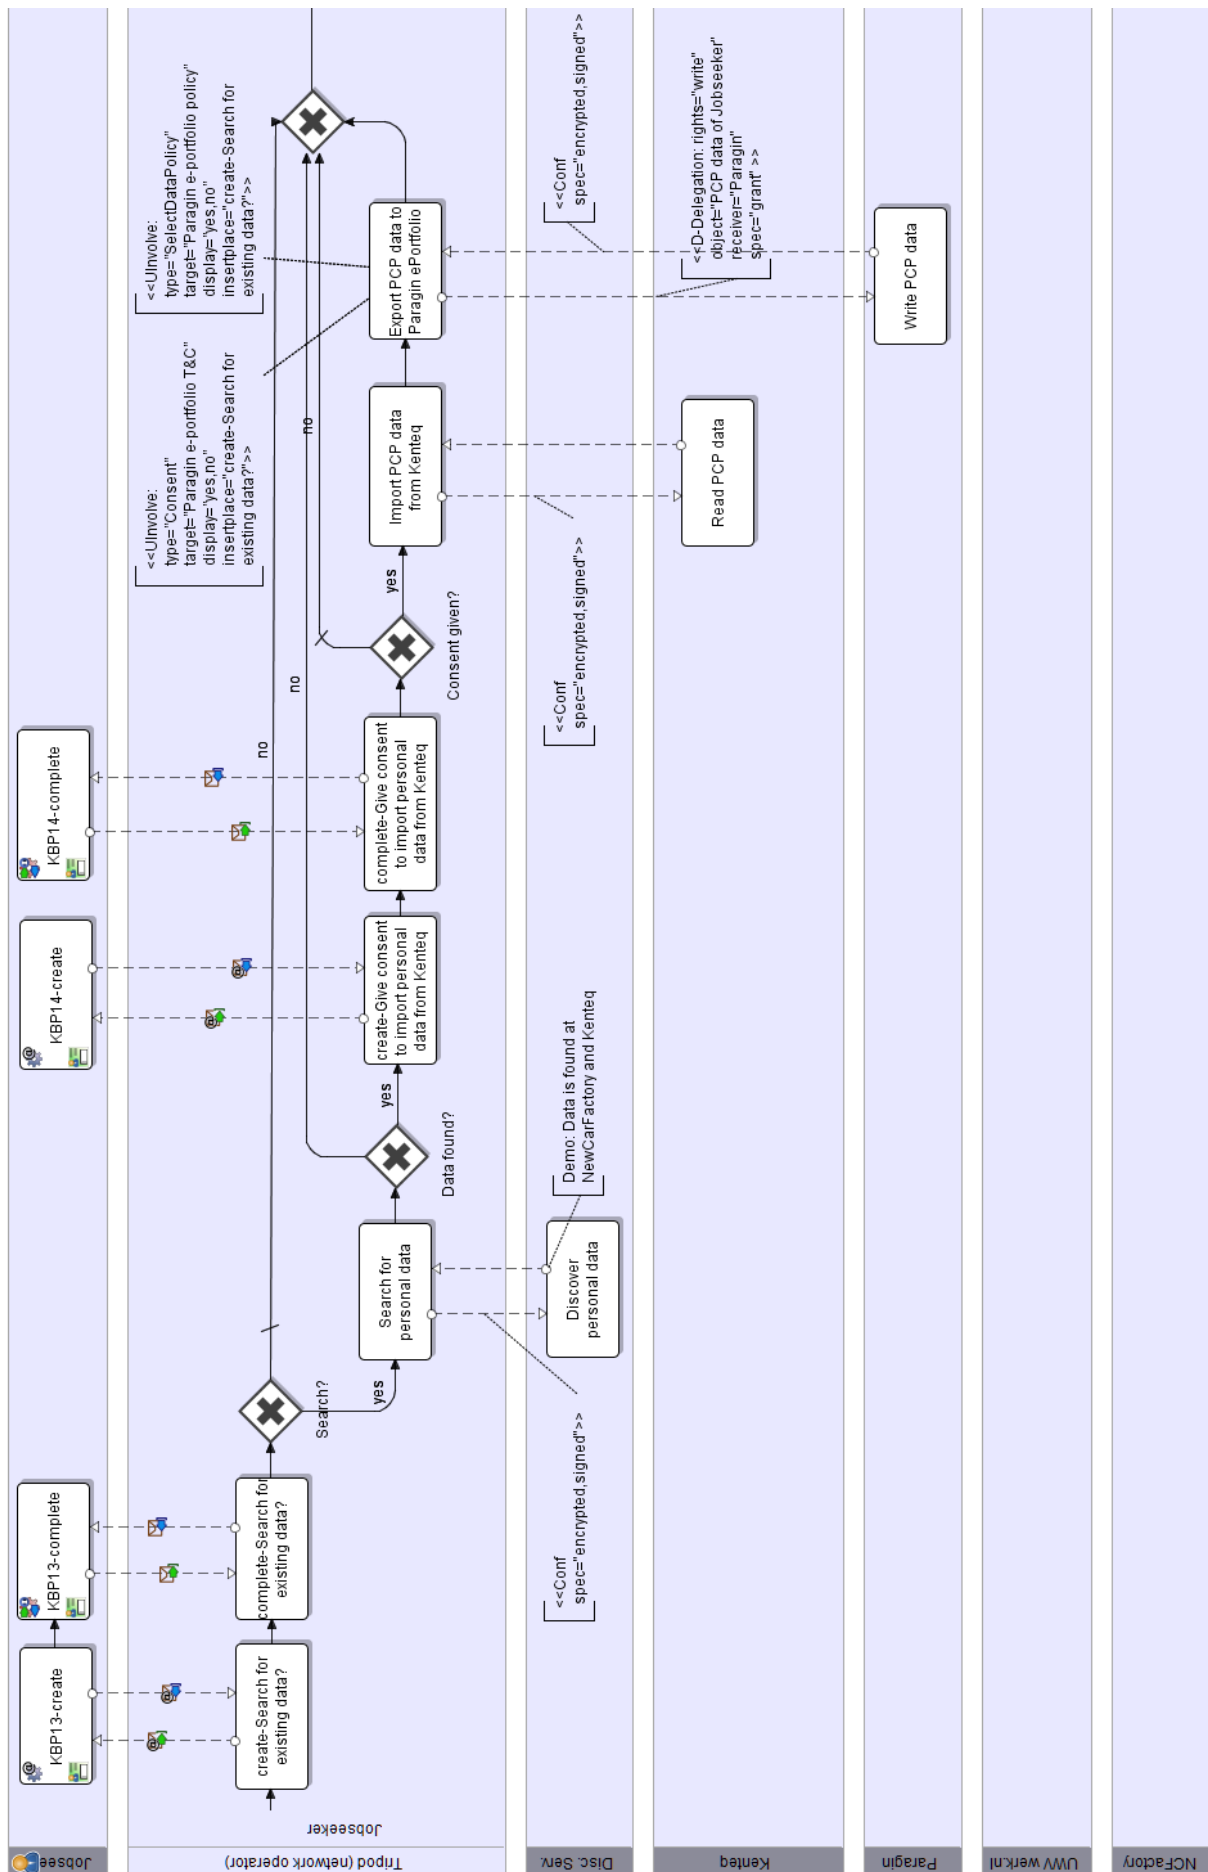 Jobsee
KBP13-create
KBP13-complete
KBP14-create
KBP14-complete
Tripod (network operator)
Jobseeker
create-Search for
existing data?
complete-Search for
existing data?
Search?
no
yes
Search for
personal data
Data found?
no
yes
create-Give consent
to import personal
data from Kenteq
complete-Give consent
to import personal
data from Kenteq
Consent given?
no
yes
Import PCP data
from Kenteq
Export PCP data to
Paragin ePortfolio
<<UInvolve:
type="Consent"
target="Paragin e-portfolio T&C"
display="yes,no"
insertplace="create-Search for
existing data?">>
<<UInvolve:
type="SelectDataPolicy"
target="Paragin e-portfolio policy"
display="yes,no"
insertplace="create-Search for
existing data?">>
Disc. Serv.
<<Conf
spec="encrypted,signed">>
Discover
personal data
Demo: Data is found at
NewCarFactory and Kenteq
<<Conf
spec="encrypted,signed">>
<<Conf
spec="encrypted,signed">>
Kenteq
Read PCP data
<<D-Delegation: rights="write"
object="PCP data of Jobseeker"
receiver="Paragin"
spec="grant" >>
Paragin
Write PCP data
UWV werk.nl
NCFactory